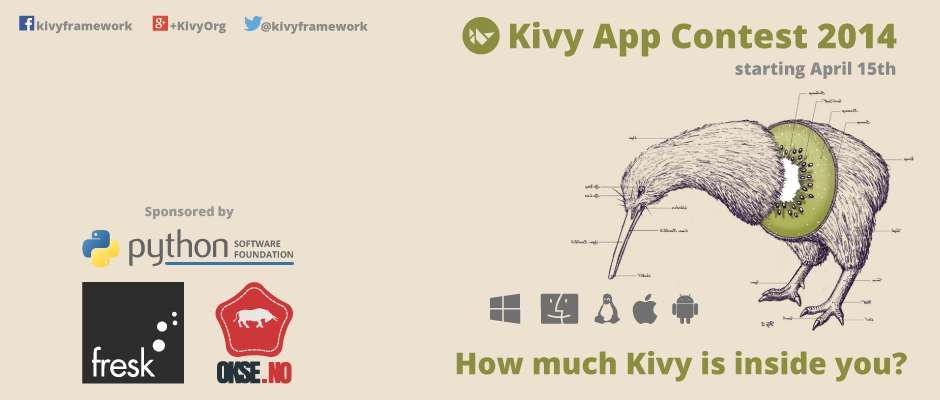 kivyframework
+KivyOrg
@kivyframework
Kivy App Contest 2014
starting April 15th
Sponsored by
python SOFTWARE
FOUNDATION
fresk
OKSE.NO
How much Kivy is inside you?